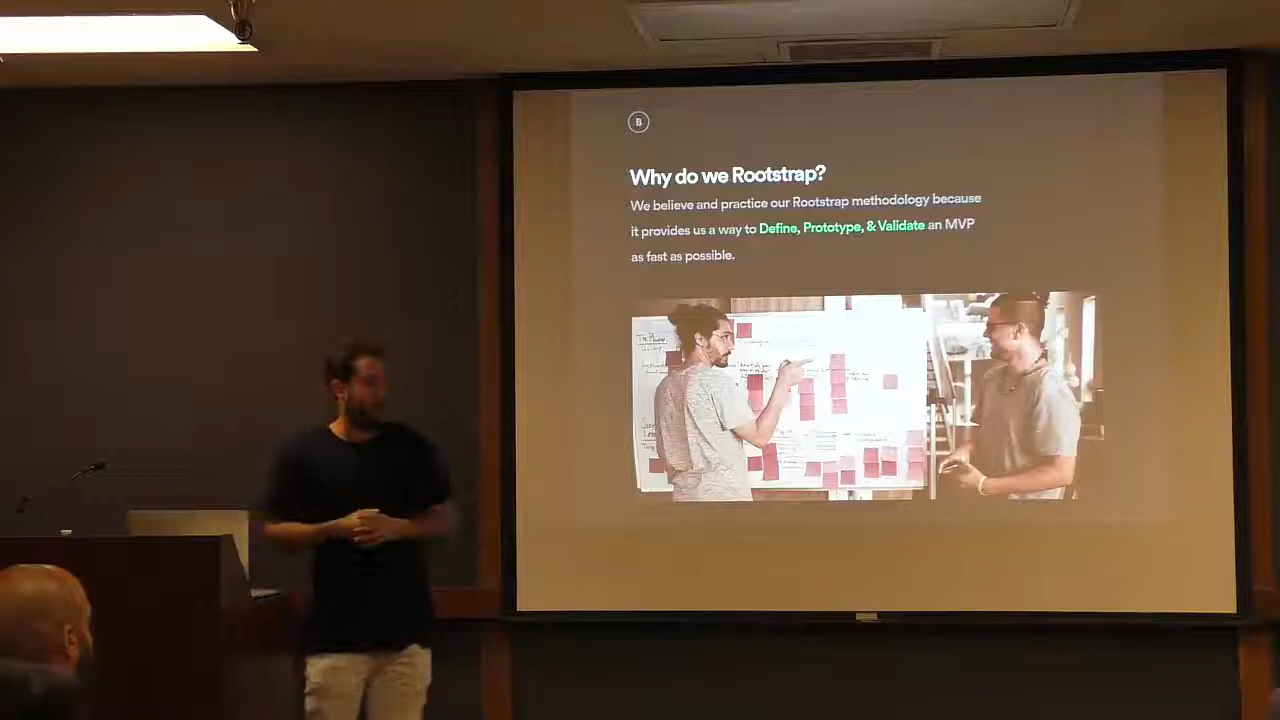 B
Why do we Rootstrap?
We believe and practice our Rootstrap methodology because
it provides us a way to Define, Prototype, & Validate an MVP
as fast as possible.